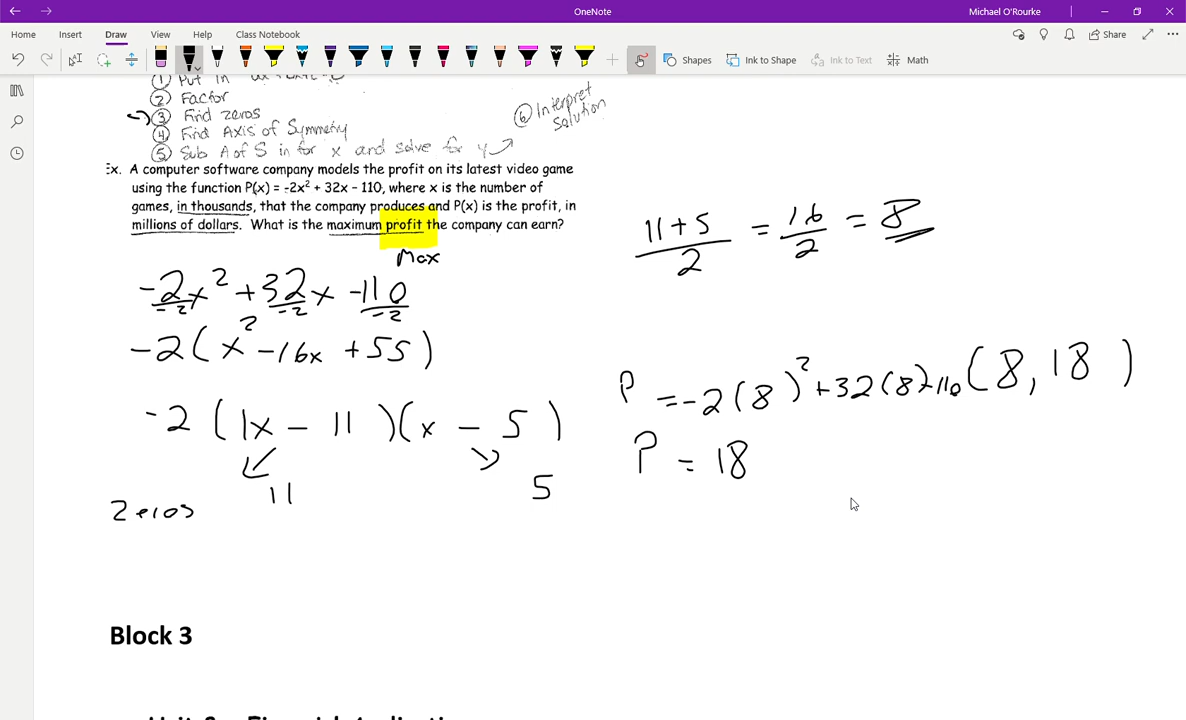 OneNote
Michael O'Rourke
Home Insert Draw View Help Class Notebook
Share
Shapes Ink to Shape Ink to Text Math
① Put in
② Factor
③ Find zeros
④ Find Axis of Symmetry
⑤ Sub A of S in for x and solve for y
⑥ Interpret
Solution
Ex. A computer software company models the profit on its latest video game
using the function P(x) = -2x² + 32x – 110, where x is the number of
games, in thousands, that the company produces and P(x) is the profit, in
millions of dollars. What is the maximum profit the company can earn?
Max
-2x² +32x -110
-2 -2 -2
-2(x² -16x +55)
-2 (1x - 11)(x - 5)
11 5
Zeros
11+5 = 16 = 8
2 2
P = -2(8)² +32(8)-110 (8, 18)
P = 18
Block 3